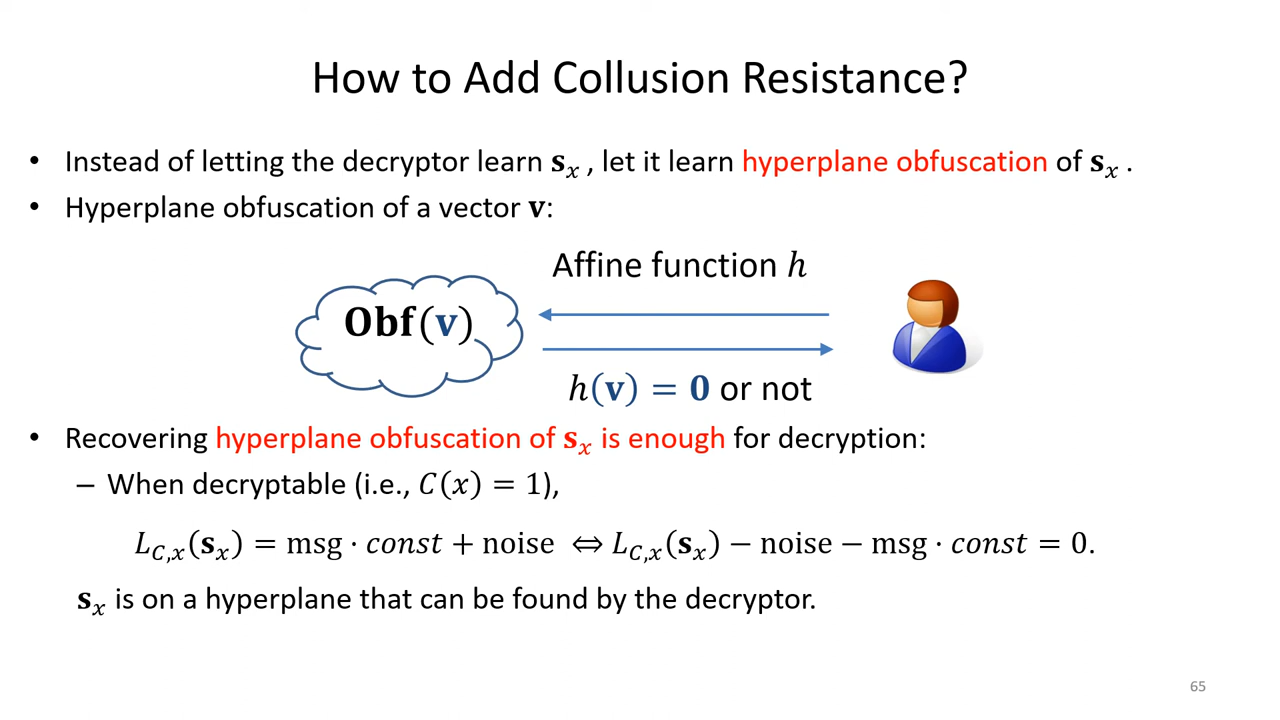 How to Add Collusion Resistance?
• Instead of letting the decryptor learn 𝐬ₓ , let it learn hyperplane obfuscation of 𝐬ₓ .
• Hyperplane obfuscation of a vector 𝐯:
Affine function ℎ
𝐎𝐛𝐟(𝐯)
ℎ(𝐯) = 𝟎 or not
• Recovering hyperplane obfuscation of 𝐬ₓ is enough for decryption:
– When decryptable (i.e., 𝐶(𝑥) = 1),
𝐿_{𝐶,𝑥}(𝐬ₓ) = msg · 𝑐𝑜𝑛𝑠𝑡 + noise ⇔ 𝐿_{𝐶,𝑥}(𝐬ₓ) − noise − msg · 𝑐𝑜𝑛𝑠𝑡 = 0.
𝐬ₓ is on a hyperplane that can be found by the decryptor.
65